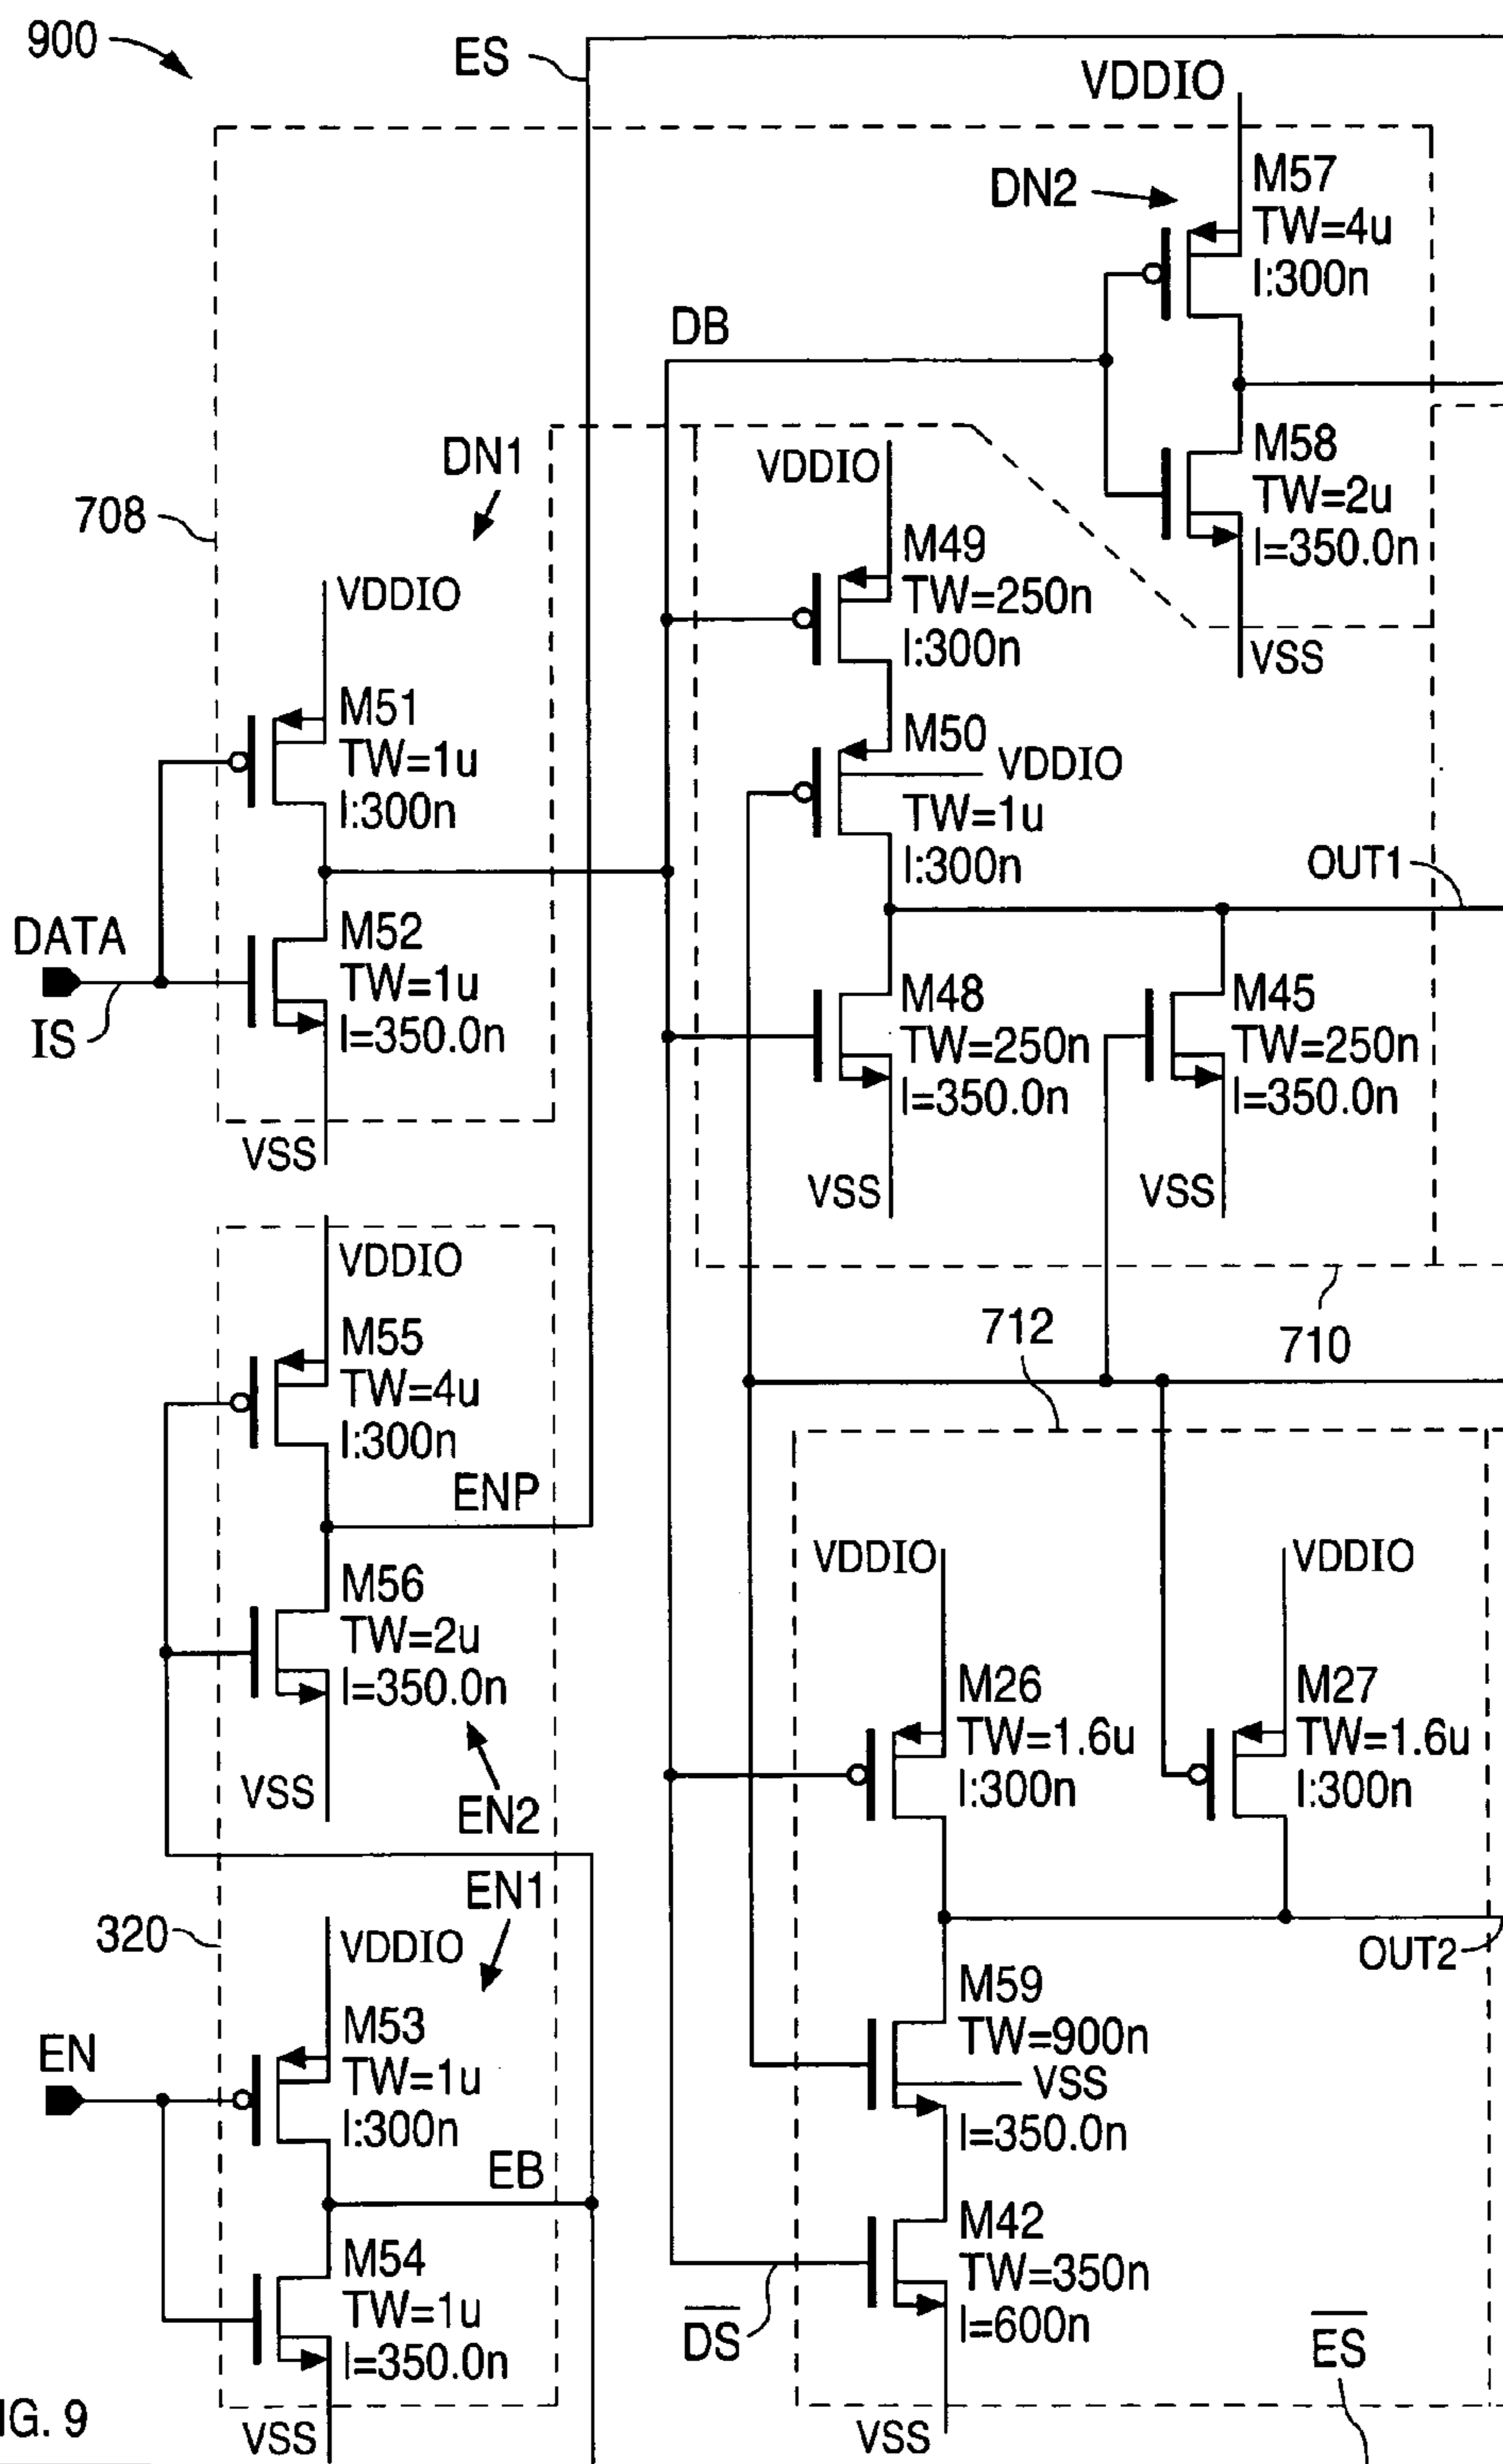 900
ES
VDDIO
DN2
M57
TW=4u
l:300n
DB
DN1
VDDIO
M58
TW=2u
l=350.0n
708
M49
TW=250n
l:300n
VDDIO
VSS
M51
TW=1u
l:300n
M50
VDDIO
TW=1u
l:300n
OUT1
DATA
IS
M52
TW=1u
l=350.0n
M48
TW=250n
l=350.0n
M45
TW=250n
l=350.0n
VSS
VSS
VSS
VDDIO
712
710
M55
TW=4u
l:300n
ENP
VDDIO
VDDIO
M56
TW=2u
l=350.0n
M26
TW=1.6u
l:300n
M27
TW=1.6u
l:300n
VSS
EN2
EN1
320
VDDIO
OUT2
EN
M53
TW=1u
l:300n
M59
TW=900n
VSS
l=350.0n
EB
M54
TW=1u
l=350.0n
M42
TW=350n
l=600n
D̅S̅
E̅S̅
IG. 9
VSS
VSS